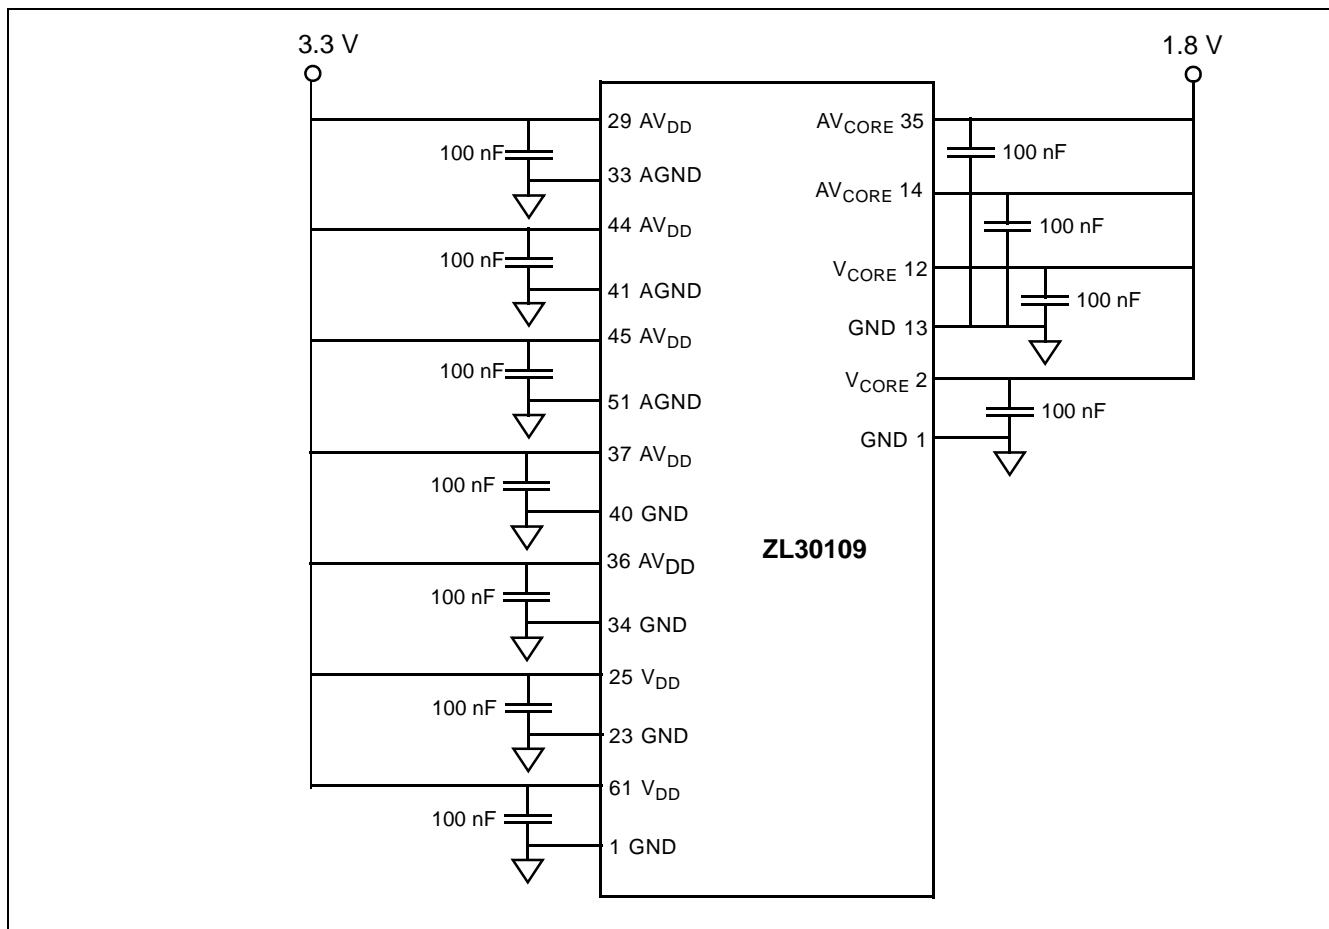 3.3 V
1.8 V
29 AVDD
100 nF
33 AGND
44 AVDD
100 nF
41 AGND
45 AVDD
100 nF
51 AGND
37 AVDD
100 nF
40 GND
36 AVDD
100 nF
34 GND
25 VDD
100 nF
23 GND
61 VDD
100 nF
1 GND
AVCORE 35
100 nF
AVCORE 14
100 nF
VCORE 12
100 nF
GND 13
VCORE 2
100 nF
GND 1
ZL30109